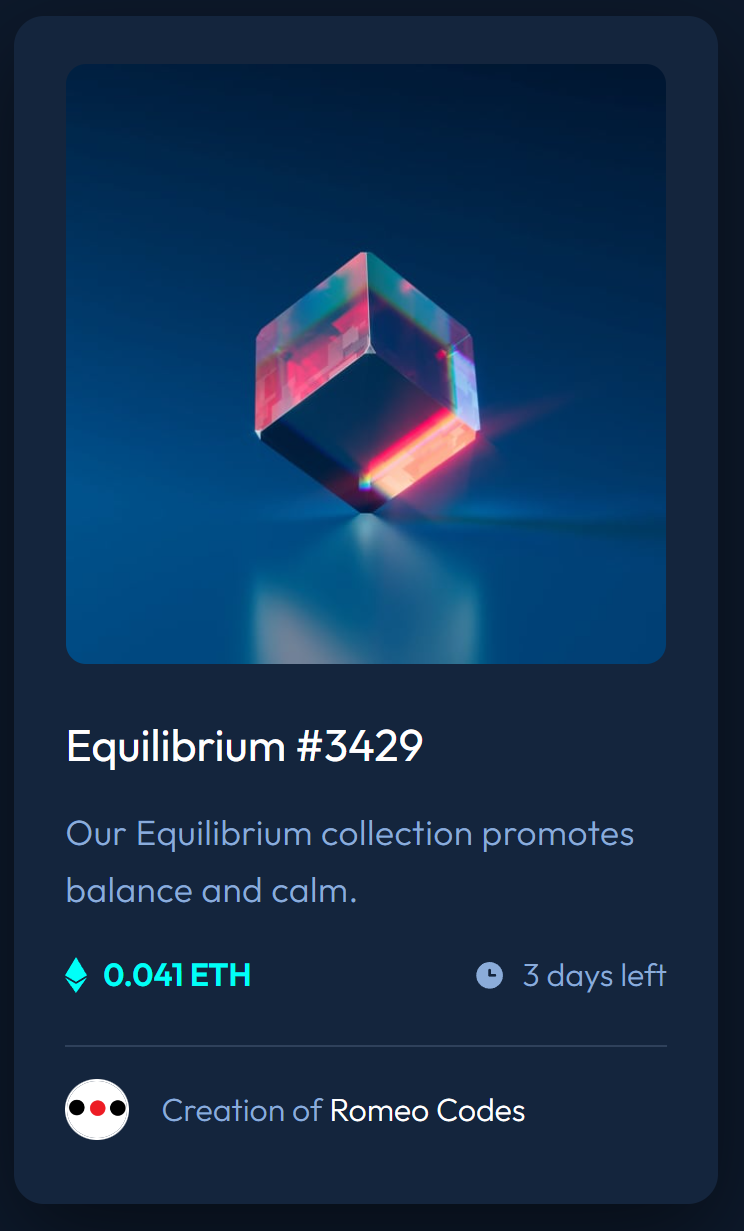 Equilibrium #3429
Our Equilibrium collection promotes
balance and calm.
0.041 ETH
3 days left
Creation of Romeo Codes